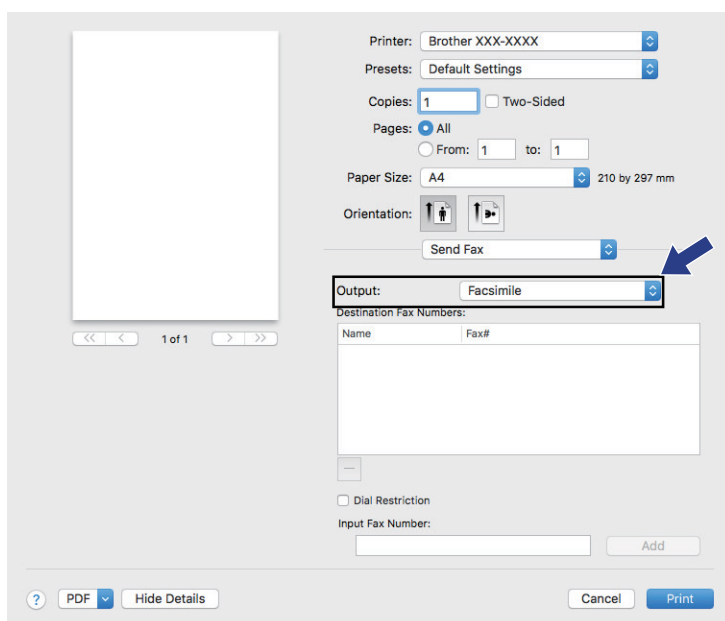 Printer: Brother XXX-XXXX
Presets: Default Settings
Copies: 1 Two-Sided
Pages: All
From: 1 to: 1
Paper Size: A4 210 by 297 mm
Orientation:
Send Fax
Output: Facsimile
Destination Fax Numbers:
Name Fax#
1 of 1
Dial Restriction
Input Fax Number:
Add
? PDF Hide Details Cancel Print